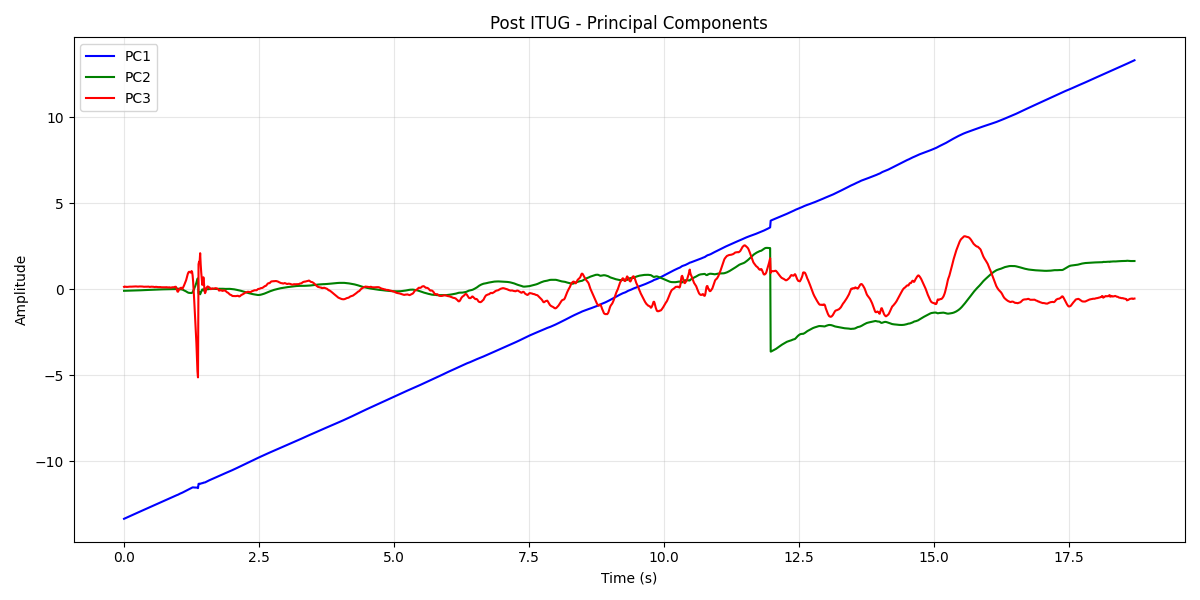 Post ITUG - Principal Components
PC1
PC2
PC3
Amplitude
10
5
0
−5
−10
0.0 2.5 5.0 7.5 10.0 12.5 15.0 17.5
Time (s)